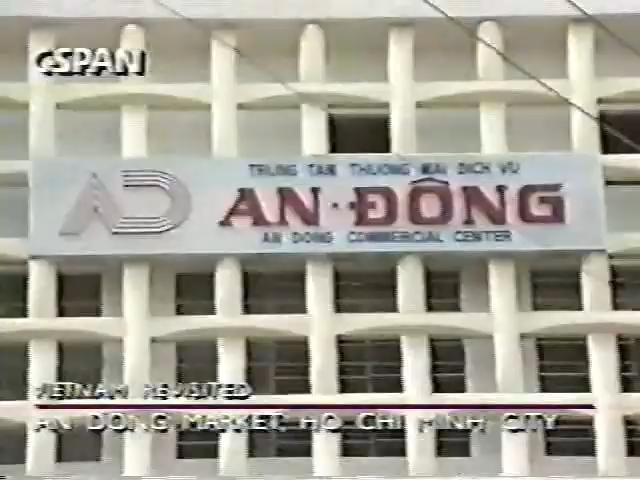 CSPAN
TRUNG TÂM THƯƠNG MẠI DỊCH VỤ
AD
AN·ĐÔNG
AN DONG COMMERCIAL CENTER
VIETNAM REVISITED
AN DONG MARKET, HO CHI MINH CITY